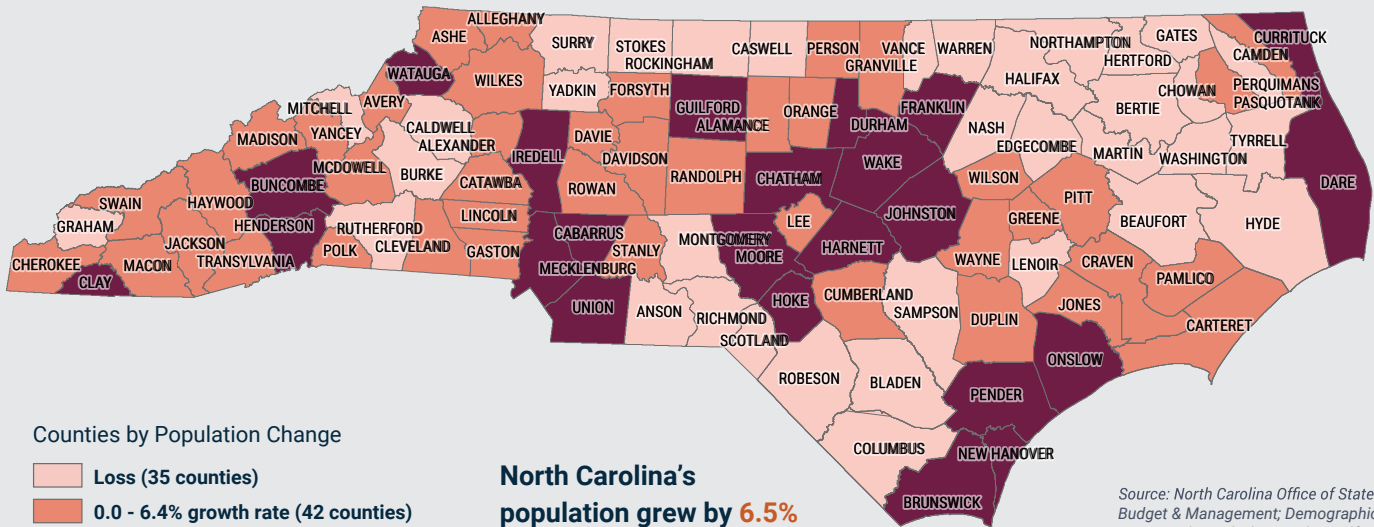 ALLEGHANY
ASHE
SURRY
STOKES
ROCKINGHAM
CASWELL
PERSON
VANCE
GRANVILLE
WARREN
NORTHAMPTON
GATES
HERTFORD
CURRITUCK
CAMDEN
WATAUGA
WILKES
YADKIN
FORSYTH
GUILFORD
ALAMANCE
ORANGE
DURHAM
FRANKLIN
HALIFAX
BERTIE
CHOWAN
PERQUIMANS
PASQUOTANK
MITCHELL
AVERY
YANCEY
CALDWELL
ALEXANDER
IREDELL
DAVIE
DAVIDSON
NASH
EDGECOMBE
MARTIN
TYRRELL
WASHINGTON
MADISON
MCDOWELL
BURKE
CATAWBA
ROWAN
RANDOLPH
CHATHAM
WAKE
WILSON
PITT
DARE
BUNCOMBE
HAYWOOD
SWAIN
GRAHAM
JACKSON
HENDERSON
RUTHERFORD
LINCOLN
CLEVELAND
POLK
GASTON
CABARRUS
STANLY
MONTGOMERY
MOORE
LEE
HARNETT
JOHNSTON
GREENE
BEAUFORT
HYDE
CHEROKEE
MACON
TRANSYLVANIA
CLAY
MECKLENBURG
UNION
ANSON
RICHMOND
SCOTLAND
HOKE
CUMBERLAND
SAMPSON
WAYNE
LENOIR
CRAVEN
PAMLICO
JONES
DUPLIN
CARTERET
ONSLOW
ROBESON
BLADEN
PENDER
COLUMBUS
NEW HANOVER
BRUNSWICK
Counties by Population Change
Loss (35 counties)
0.0 - 6.4% growth rate (42 counties)
North Carolina's
population grew by 6.5%
Source: North Carolina Office of State
Budget & Management; Demographic